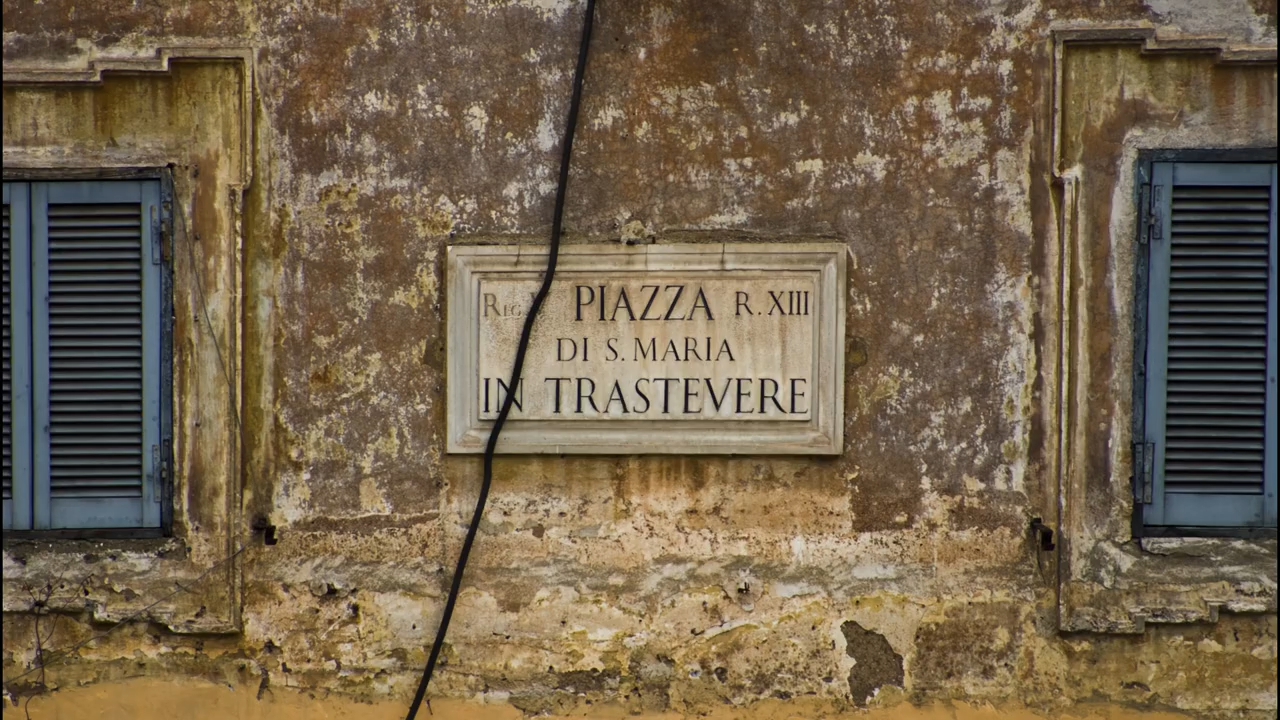 REG V PIAZZA R. XIII
DI S. MARIA
IN TRASTEVERE